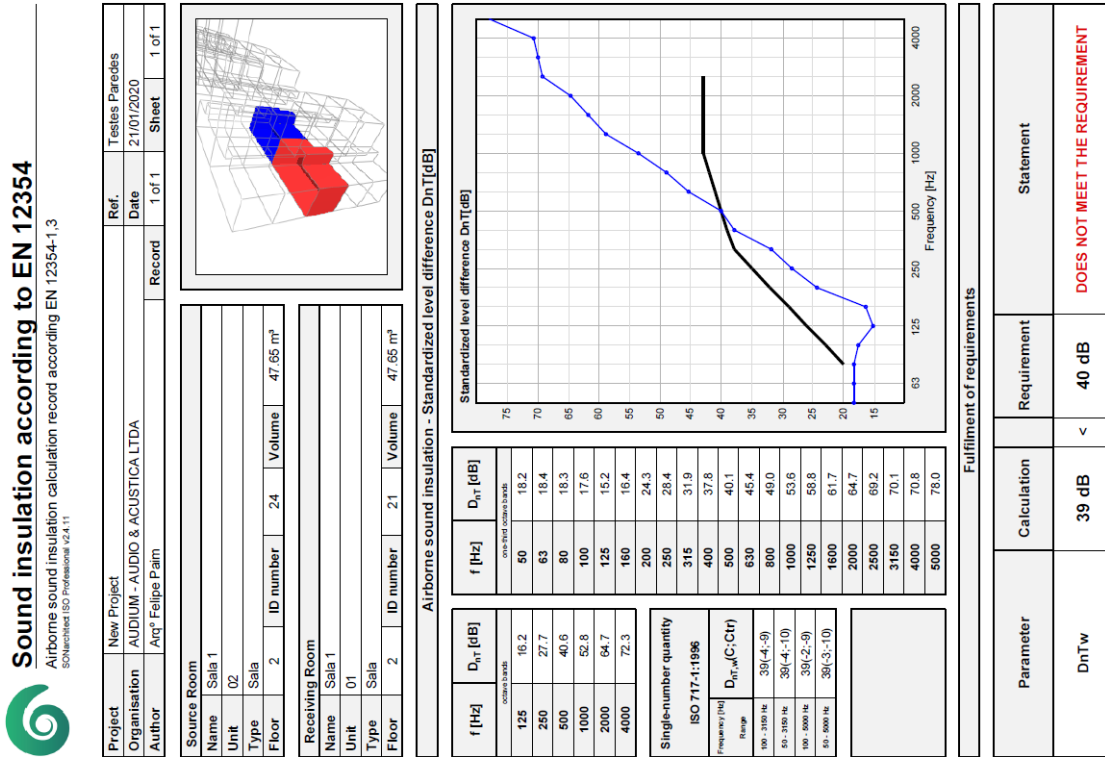 Sound insulation according to EN 12354
Airborne sound insulation calculation record according EN 12354-1,3
SONarchitect ISO Professional v2.4.11
Project New Project Ref. Testes Paredes
Organisation AUDIUM - AUDIO & ACUSTICA LTDA Date 21/01/2020
Author Arqº Felipe Paim Record 1 of 1 Sheet 1 of 1
Source Room
Name Sala 1
Unit 02
Type Sala
Floor 2 ID number 24 Volume 47.65 m³
Receiving Room
Name Sala 1
Unit 01
Type Sala
Floor 2 ID number 21 Volume 47.65 m³
Airborne sound insulation - Standardized level difference DnT[dB]
f [Hz] DnT [dB]
octave bands
125 16.2
250 27.7
500 40.6
1000 52.8
2000 64.7
4000 72.3
Single-number quantity
ISO 717-1:1996
Frequency [Hz] Range DnT,w(C;Ctr)
100 - 3150 Hz 39(-4;-9)
50 - 3150 Hz 39(-4;-10)
100 - 5000 Hz 39(-2;-9)
50 - 5000 Hz 39(-3;-10)
f [Hz] DnT [dB]
one-third octave bands
50 18.2
63 18.4
80 18.3
100 17.6
125 15.2
160 16.4
200 24.3
250 28.4
315 31.9
400 37.8
500 40.1
630 45.4
800 49.0
1000 53.6
1250 58.8
1600 61.7
2000 64.7
2500 69.2
3150 70.1
4000 70.8
5000 78.0
Standardized level difference DnT[dB]
75
70
65
60
55
50
45
40
35
30
25
20
15
63 125 250 500 1000 2000 4000
Frequency [Hz]
Fulfilment of requirements
Parameter Calculation Requirement Statement
DnTw 39 dB < 40 dB DOES NOT MEET THE REQUIREMENT